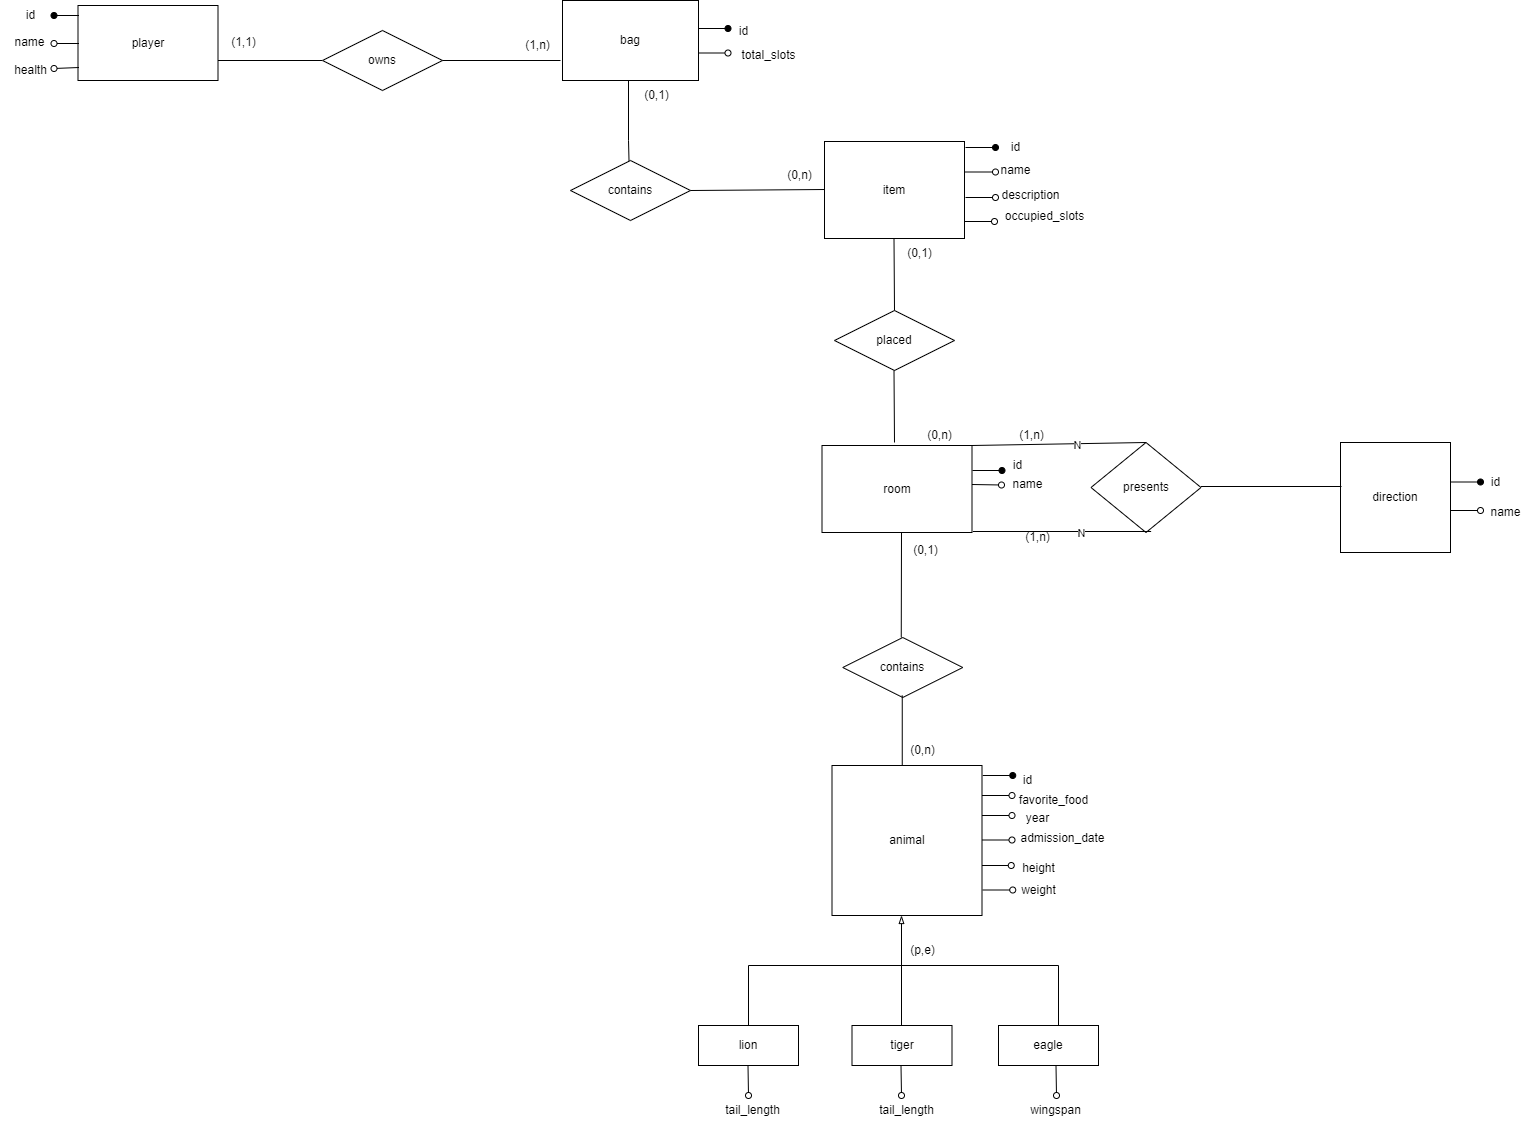 id
name
health
player
(1,1)
owns
(1,n)
bag
id
total_slots
(0,1)
contains
(0,n)
item
id
name
description
occupied_slots
(0,1)
placed
(0,n)
room
id
name
(1,n)
N
(1,n)
N
presents
direction
id
name
(0,1)
contains
(0,n)
animal
id
favorite_food
year
admission_date
height
weight
(p,e)
lion
tiger
eagle
tail_length
tail_length
wingspan